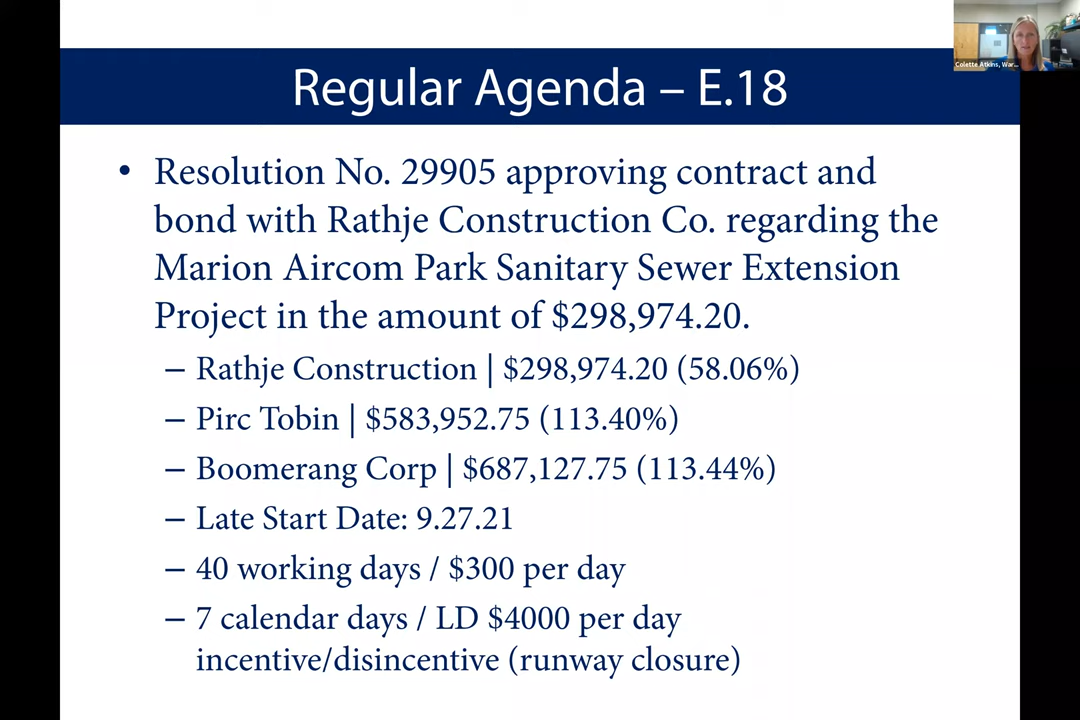 Regular Agenda – E.18
• Resolution No. 29905 approving contract and
bond with Rathje Construction Co. regarding the
Marion Aircom Park Sanitary Sewer Extension
Project in the amount of $298,974.20.
– Rathje Construction | $298,974.20 (58.06%)
– Pirc Tobin | $583,952.75 (113.40%)
– Boomerang Corp | $687,127.75 (113.44%)
– Late Start Date: 9.27.21
– 40 working days / $300 per day
– 7 calendar days / LD $4000 per day
incentive/disincentive (runway closure)
Colette Atkins, War...